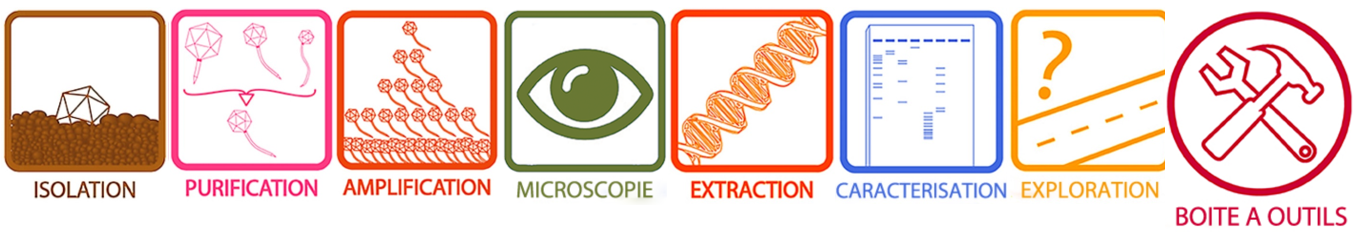 ISOLATION
PURIFICATION
AMPLIFICATION
MICROSCOPIE
EXTRACTION
CARACTERISATION
?
EXPLORATION
BOITE A OUTILS